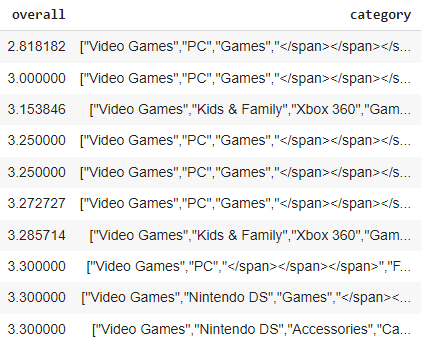 overall category
2.818182 ["Video Games","PC","Games","</span></span></s...
3.000000 ["Video Games","PC","Games","</span></span></s...
3.153846 ["Video Games","Kids & Family","Xbox 360","Gam...
3.250000 ["Video Games","PC","Games","</span></span></s...
3.250000 ["Video Games","PC","Games","</span></span></s...
3.272727 ["Video Games","PC","Games","</span></span></s...
3.285714 ["Video Games","Kids & Family","Xbox 360","Gam...
3.300000 ["Video Games","PC","</span></span></span>","F...
3.300000 ["Video Games","Nintendo DS","Games","</span><...
3.300000 ["Video Games","Nintendo DS","Accessories","Ca...